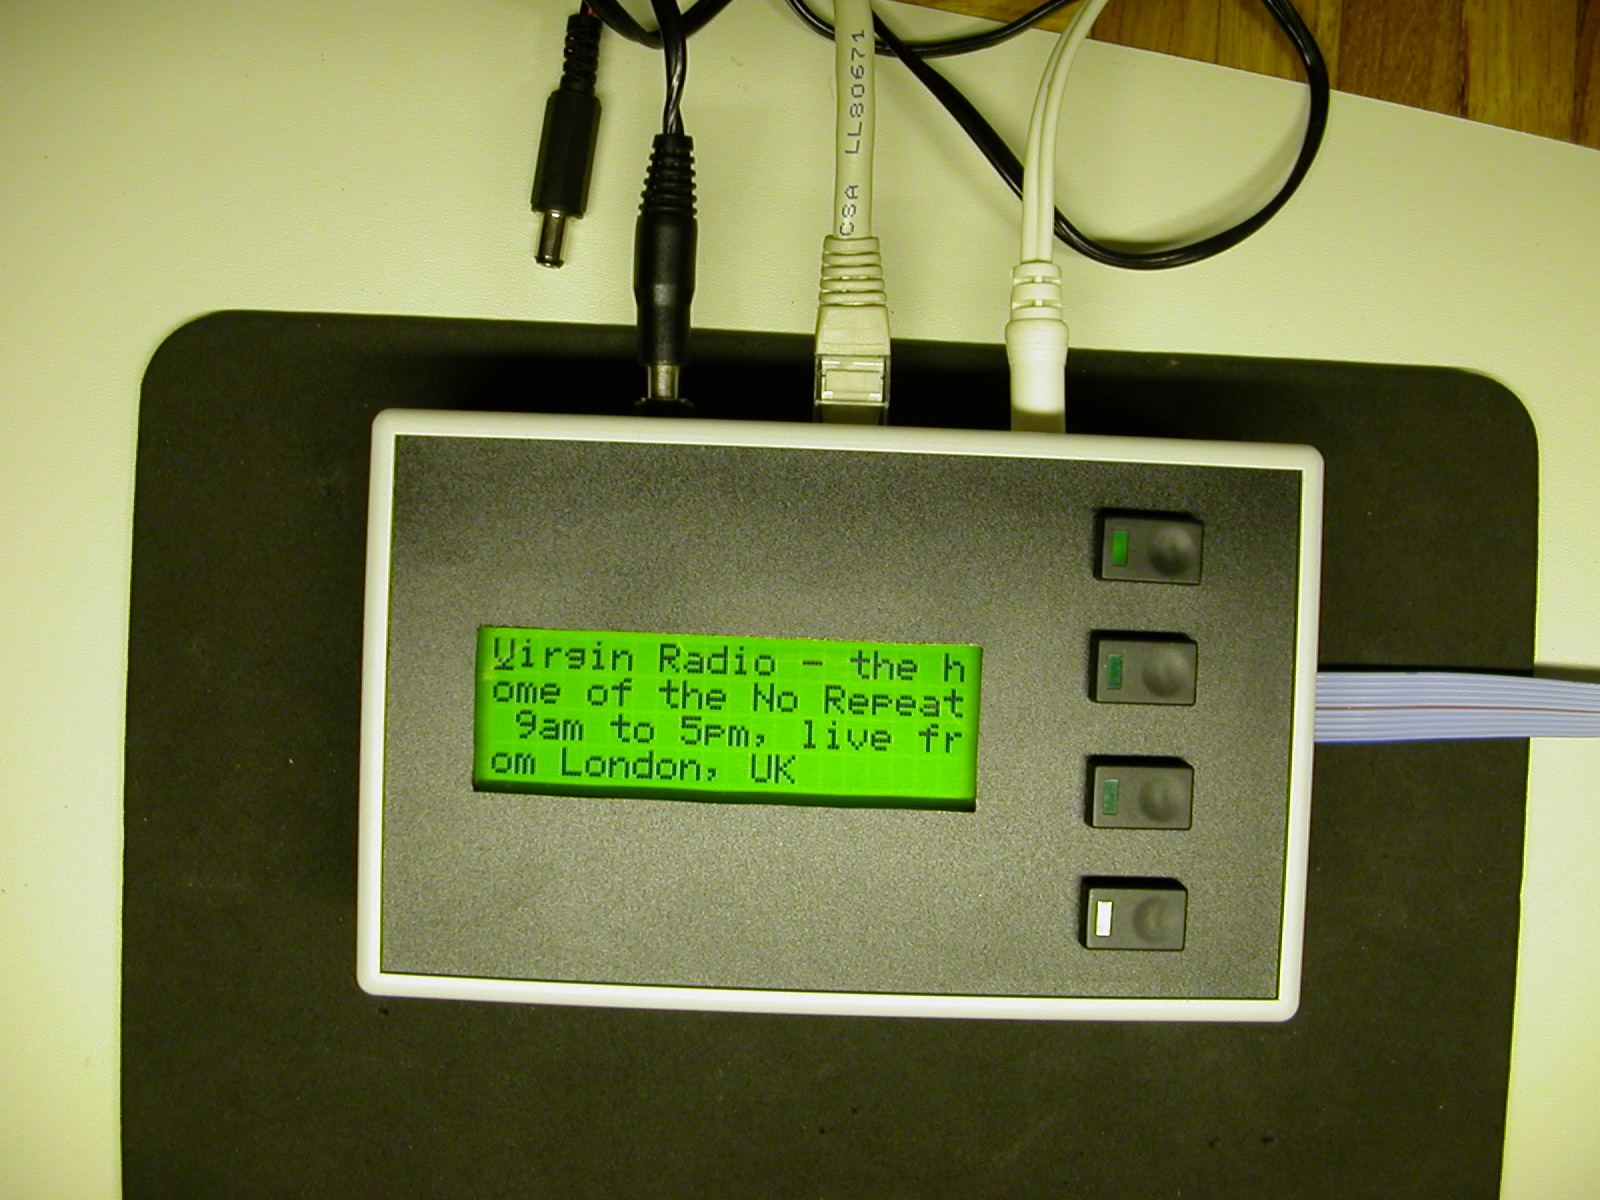 CSA LL80671
Virgin Radio - the h
ome of the No Repeat
9am to 5pm, live fr
om London, UK